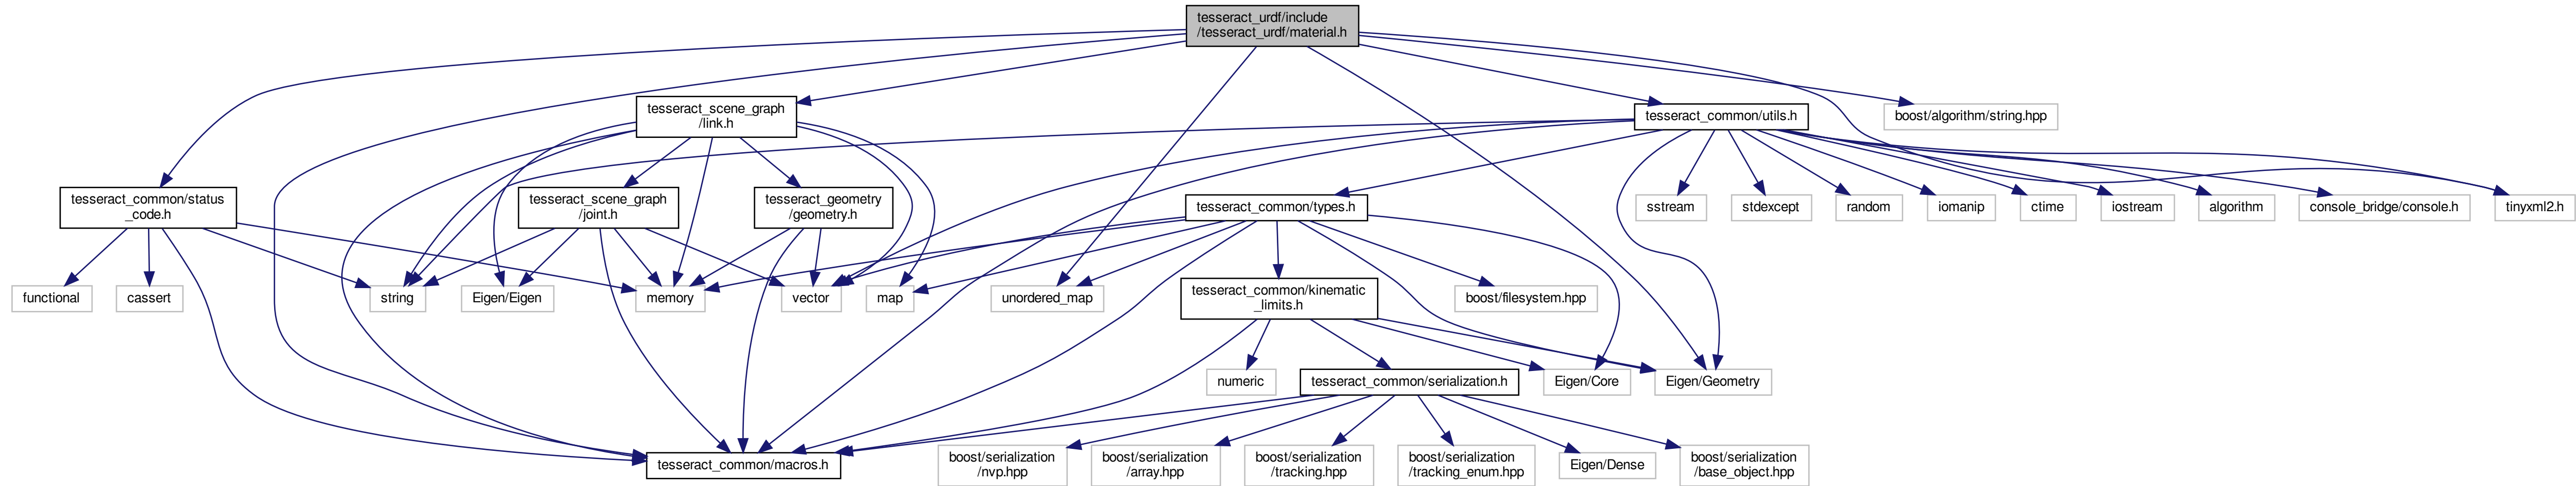 tesseract_urdf/include
/tesseract_urdf/material.h
tesseract_scene_graph
/link.h
tesseract_common/utils.h
boost/algorithm/string.hpp
tesseract_common/status
_code.h
tesseract_scene_graph
/joint.h
tesseract_geometry
/geometry.h
tesseract_common/types.h
sstream
stdexcept
random
iomanip
ctime
iostream
algorithm
console_bridge/console.h
tinyxml2.h
functional
cassert
string
Eigen/Eigen
memory
vector
map
unordered_map
tesseract_common/kinematic
_limits.h
boost/filesystem.hpp
numeric
tesseract_common/serialization.h
Eigen/Core
Eigen/Geometry
tesseract_common/macros.h
boost/serialization
/nvp.hpp
boost/serialization
/array.hpp
boost/serialization
/tracking.hpp
boost/serialization
/tracking_enum.hpp
Eigen/Dense
boost/serialization
/base_object.hpp